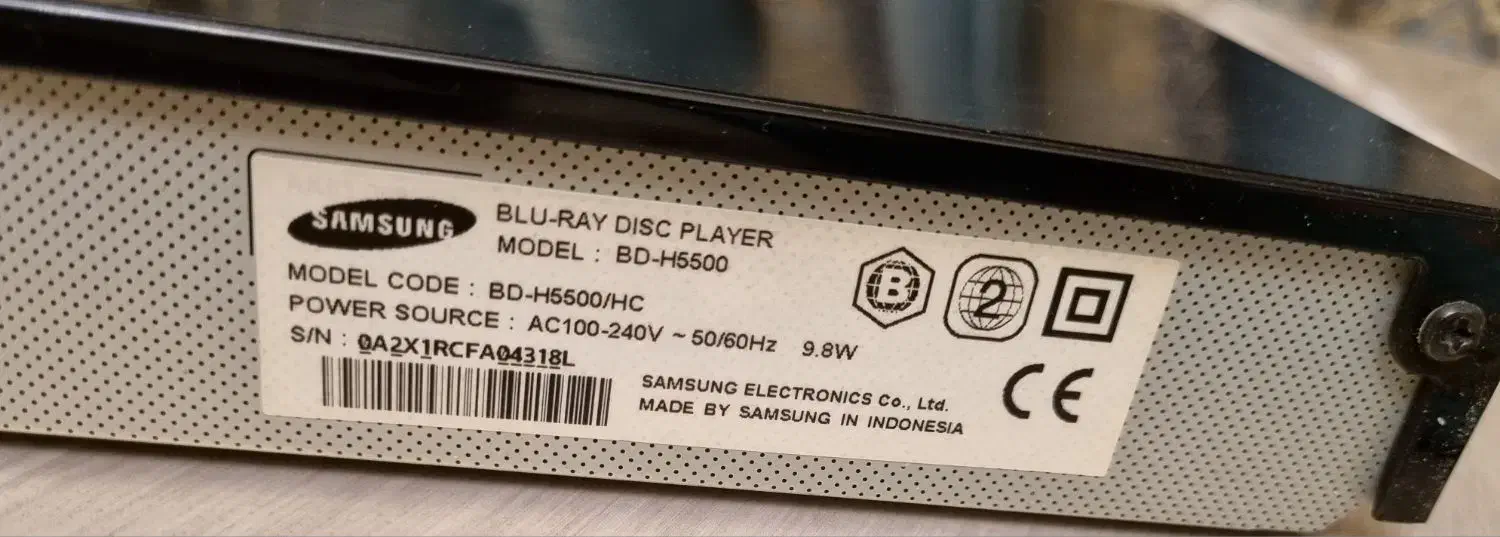 SAMSUNG
BLU-RAY DISC PLAYER
MODEL : BD-H5500
MODEL CODE : BD-H5500/HC
POWER SOURCE : AC100-240V ~ 50/60Hz 9.8W
S/N : 0A2X1RCFA04318L
B
2
CE
SAMSUNG ELECTRONICS Co., Ltd.
MADE BY SAMSUNG IN INDONESIA